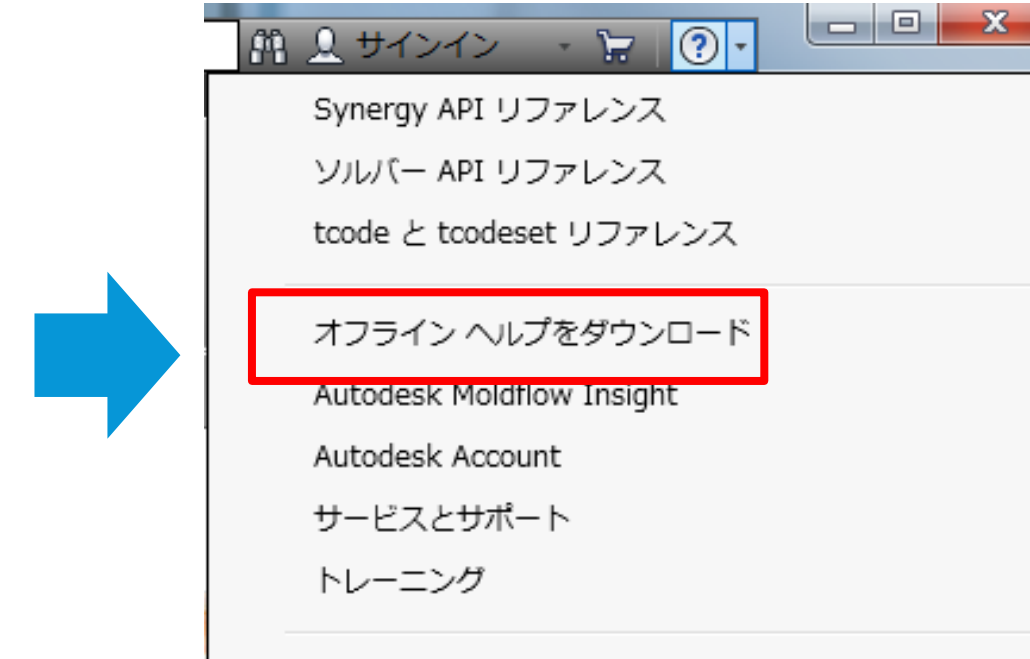 サインイン
Synergy API リファレンス
ソルバー API リファレンス
tcode と tcodeset リファレンス
オフライン ヘルプをダウンロード
Autodesk Moldflow Insight
Autodesk Account
サービスとサポート
トレーニング